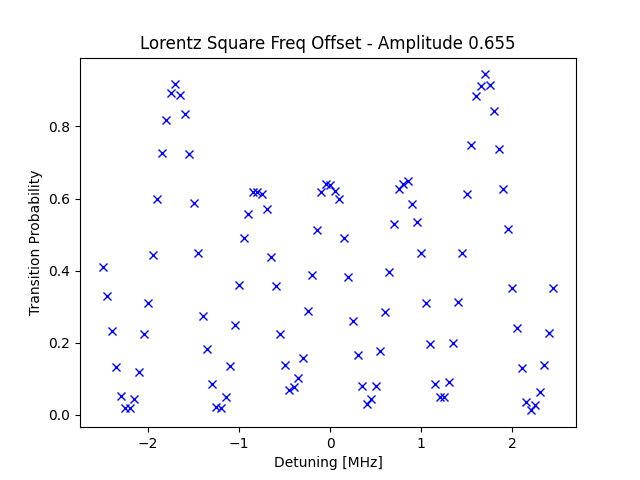 Lorentz Square Freq Offset - Amplitude 0.655
Transition Probability
0.8
0.6
0.4
0.2
0.0
−2 −1 0 1 2
Detuning [MHz]